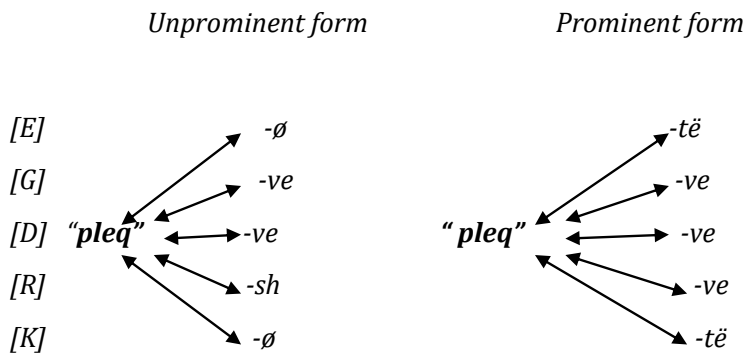 Unprominent form Prominent form
[E] -ø -të
[G] -ve -ve
[D] “pleq” -ve “ pleq” -ve
[R] -sh -ve
[K] -ø -të